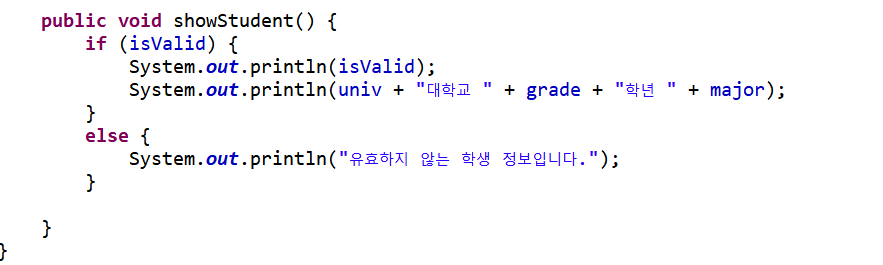 public void showStudent() {
        if (isValid) {
            System.out.println(isValid);
            System.out.println(univ + "대학교 " + grade + "학년 " + major);
        }
        else {
            System.out.println("유효하지 않는 학생 정보입니다.");
        }

    }
}